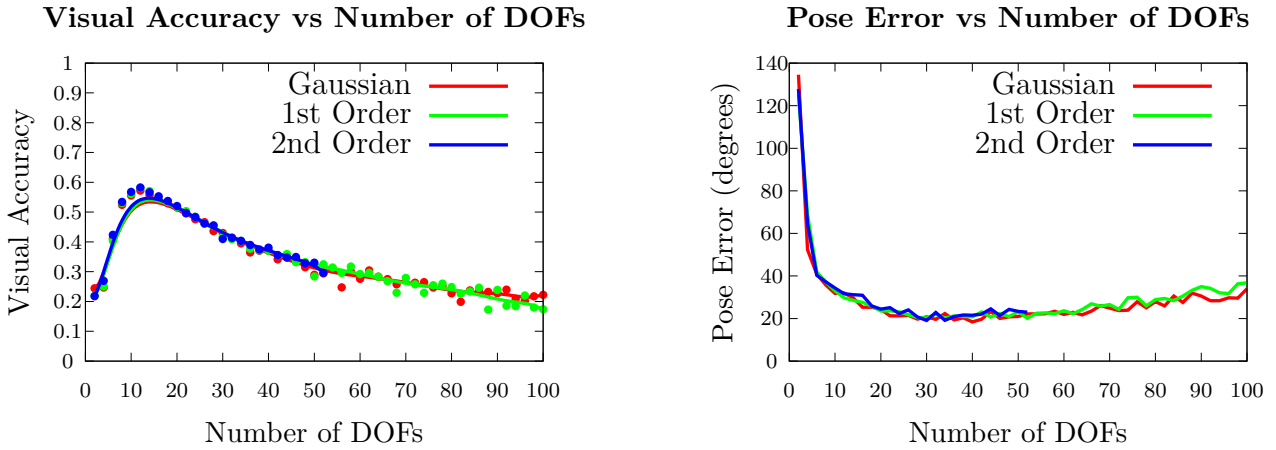 Visual Accuracy vs Number of DOFs
1
0.9
0.8
0.7
0.6
0.5
0.4
0.3
0.2
0.1
0
Visual Accuracy
Gaussian
1st Order
2nd Order
0 10 20 30 40 50 60 70 80 90 100
Number of DOFs
Pose Error vs Number of DOFs
140
120
100
80
60
40
20
0
Pose Error (degrees)
Gaussian
1st Order
2nd Order
0 10 20 30 40 50 60 70 80 90 100
Number of DOFs